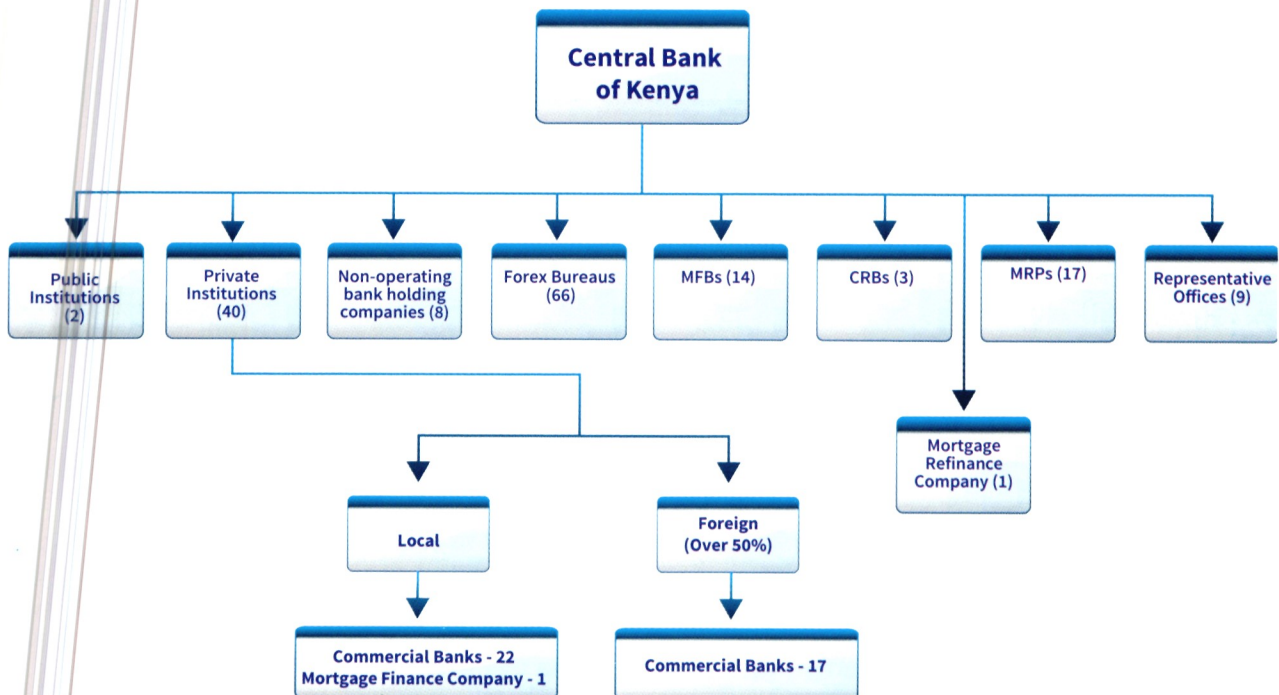 Central Bank
of Kenya
Public
Institutions
(2)
Private
Institutions
(40)
Non-operating
bank holding
companies (8)
Forex Bureaus
(66)
MFBs (14)
CRBs (3)
MRPs (17)
Representative
Offices (9)
Mortgage
Refinance
Company (1)
Local
Foreign
(Over 50%)
Commercial Banks - 22
Mortgage Finance Company - 1
Commercial Banks - 17